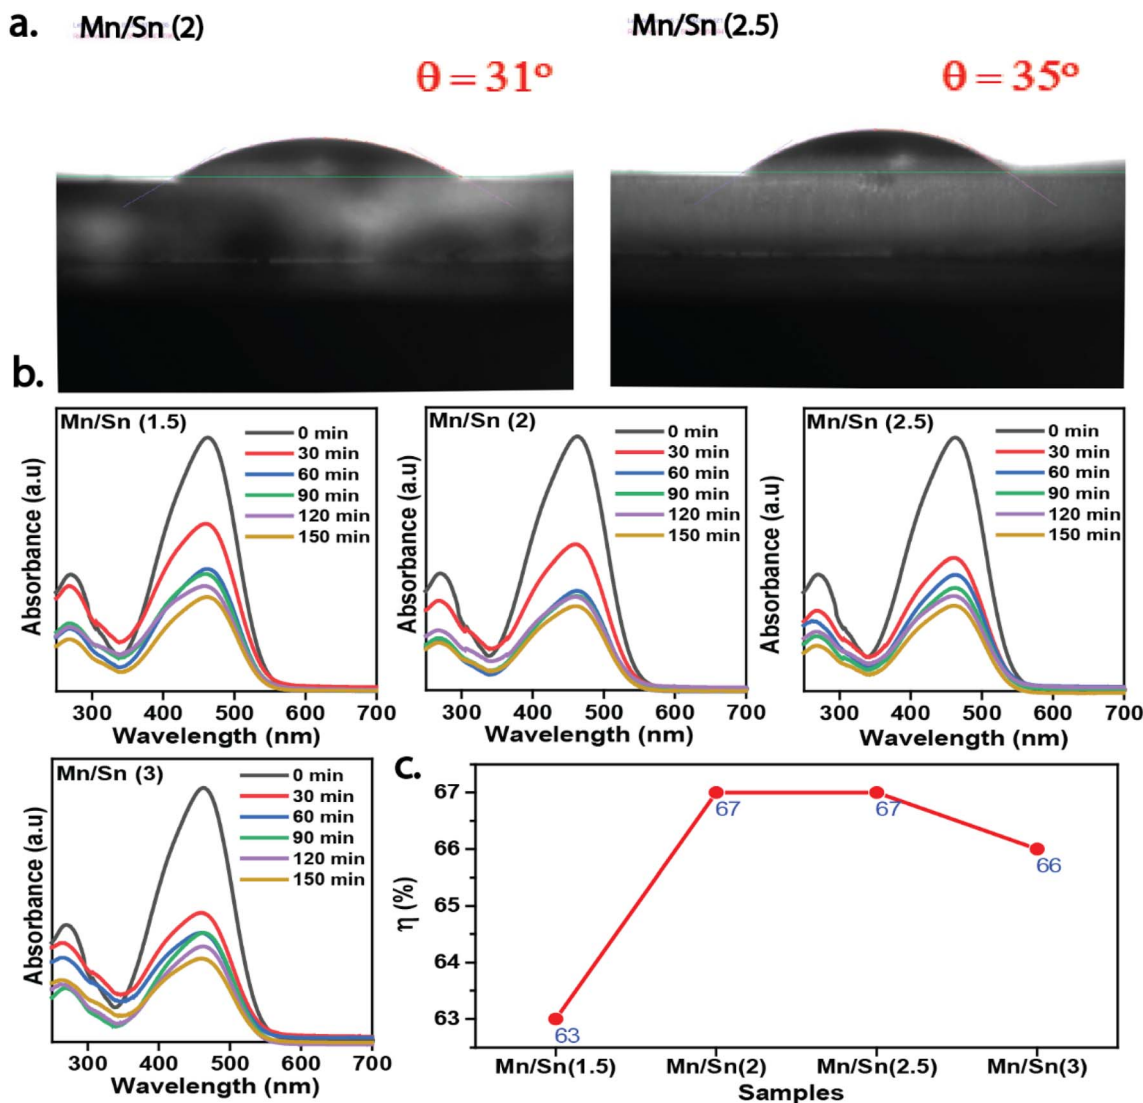 a.
Mn/Sn (2)
θ = 31°
Mn/Sn (2.5)
θ = 35°
b.
Mn/Sn (1.5)
0 min
30 min
60 min
90 min
120 min
150 min
Absorbance (a.u)
300 400 500 600 700
Wavelength (nm)
Mn/Sn (2)
0 min
30 min
60 min
90 min
120 min
150 min
Absorbance (a.u)
300 400 500 600 700
Wavelength (nm)
Mn/Sn (2.5)
0 min
30 min
60 min
90 min
120 min
150 min
Absorbance (a.u)
300 400 500 600 700
Wavelength (nm)
Mn/Sn (3)
0 min
30 min
60 min
90 min
120 min
150 min
Absorbance (a.u)
300 400 500 600 700
Wavelength (nm)
c.
67
66
65
64
63
η (%)
63
67
67
66
Mn/Sn(1.5) Mn/Sn(2) Mn/Sn(2.5) Mn/Sn(3)
Samples